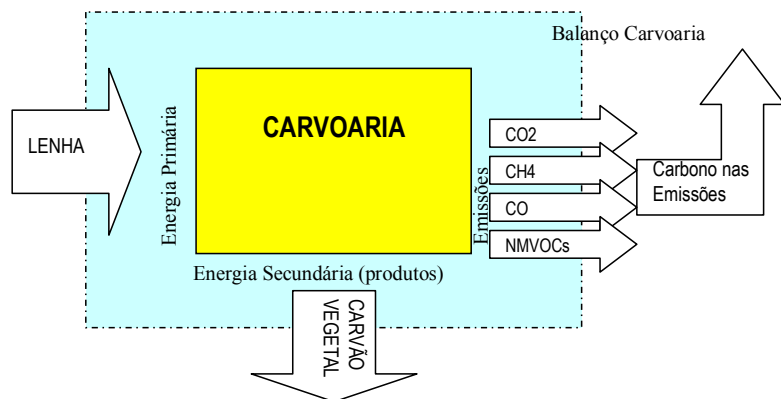 Balanço Carvoaria
LENHA
Energia Primária
CARVOARIA
Emissões
CO2
CH4
CO
NMVOCs
Carbono nas
Emissões
Energia Secundária (produtos)
CARVÃO
VEGETAL